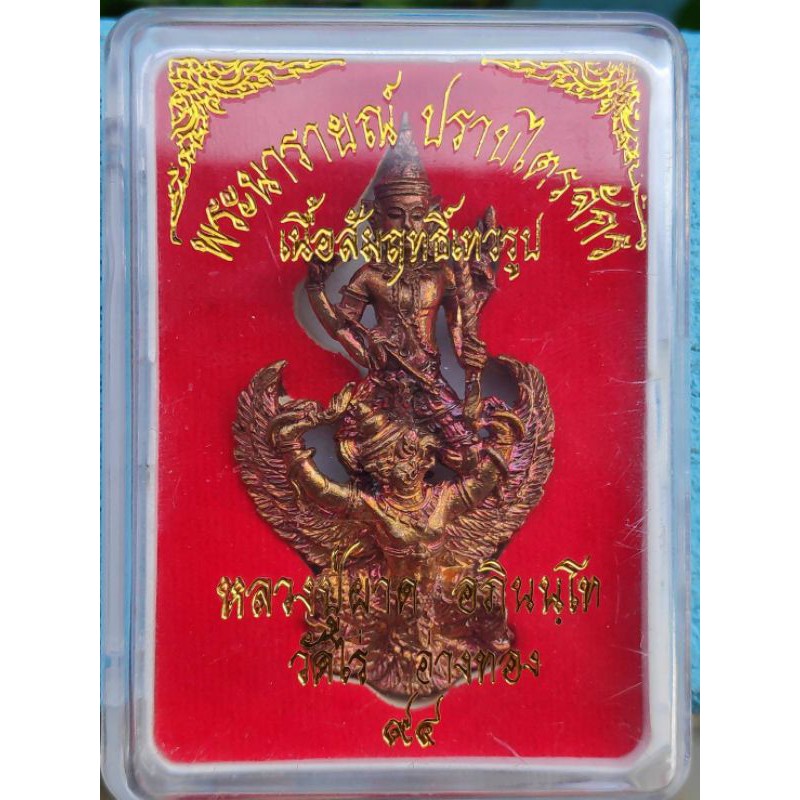 พระนารายณ์ ปราบไตรจักร
เนื้อสัมฤทธิ์เทวรูป
หลวงปู่ผาด อภินนฺโท
วัดไร่ อ่างทอง
๙๔